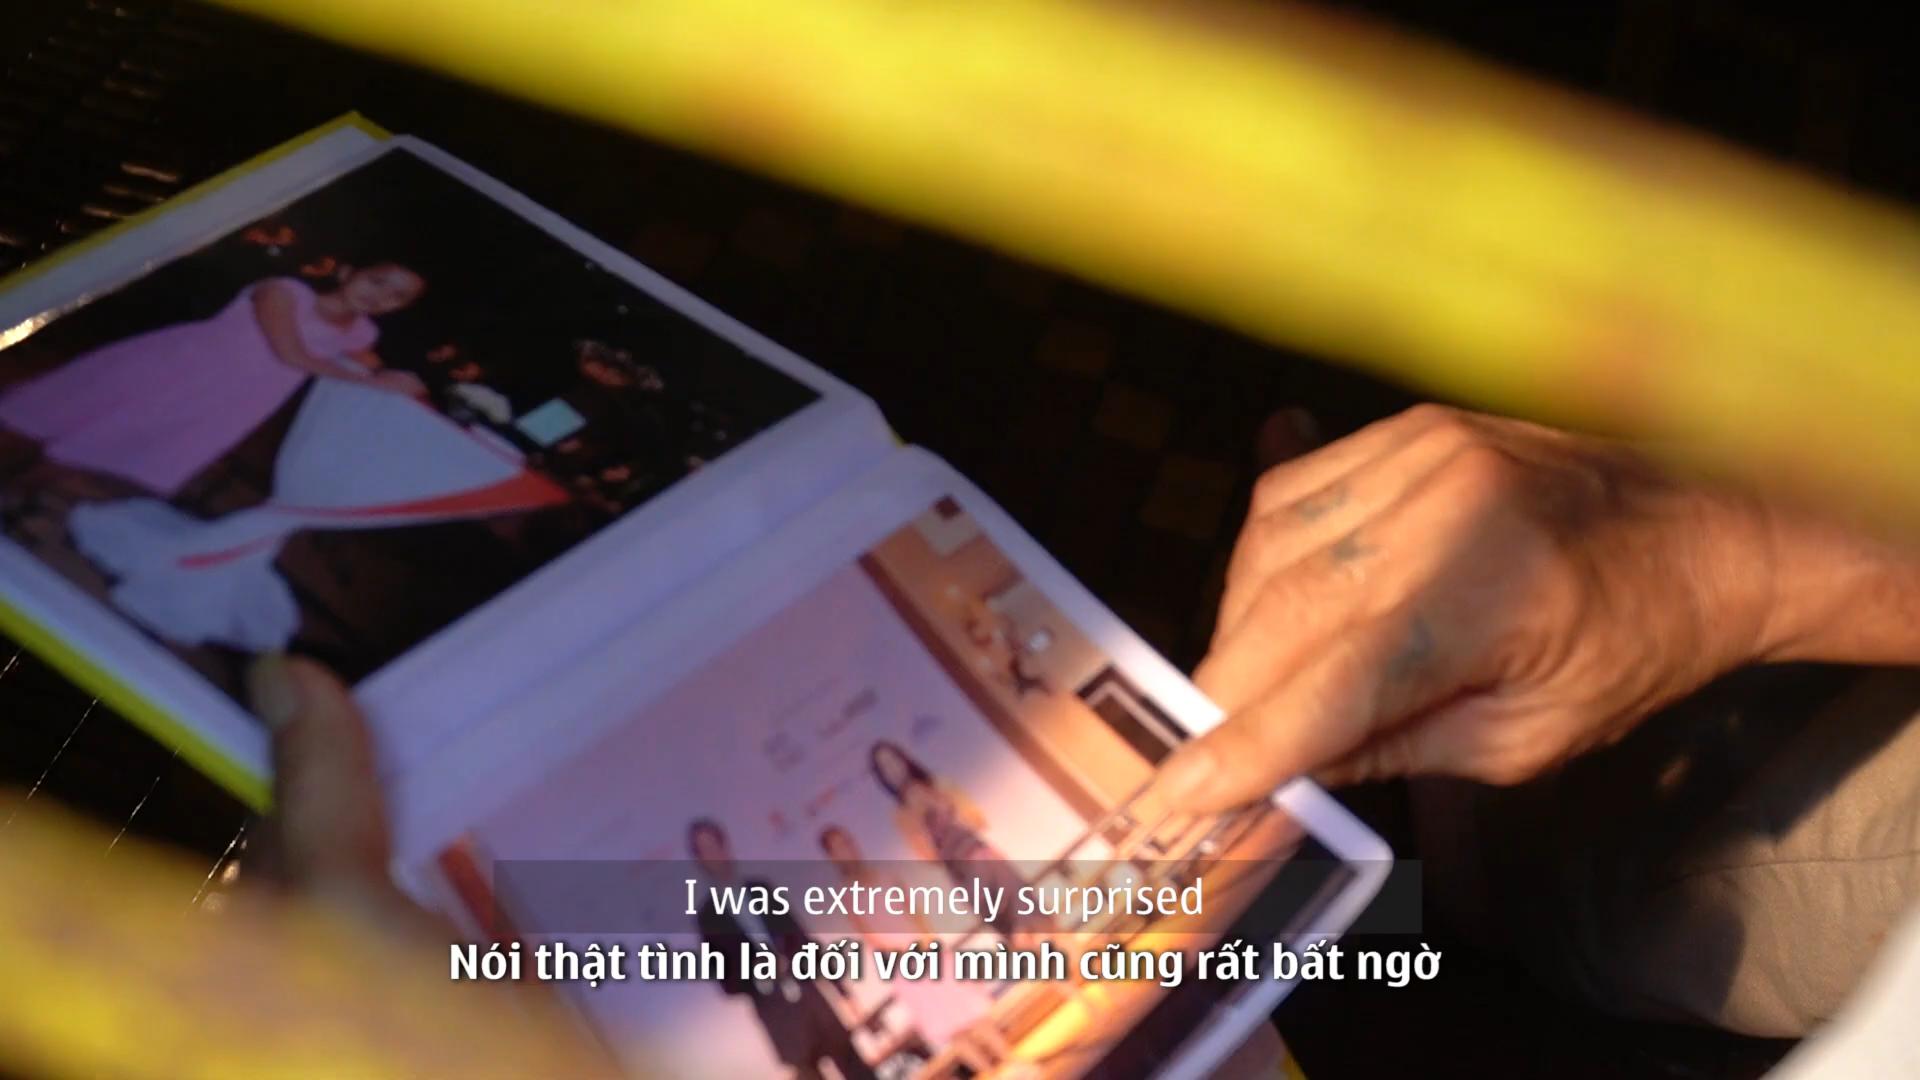 I was extremely surprised
Nói thật tình là đối với mình cũng rất bất ngờ